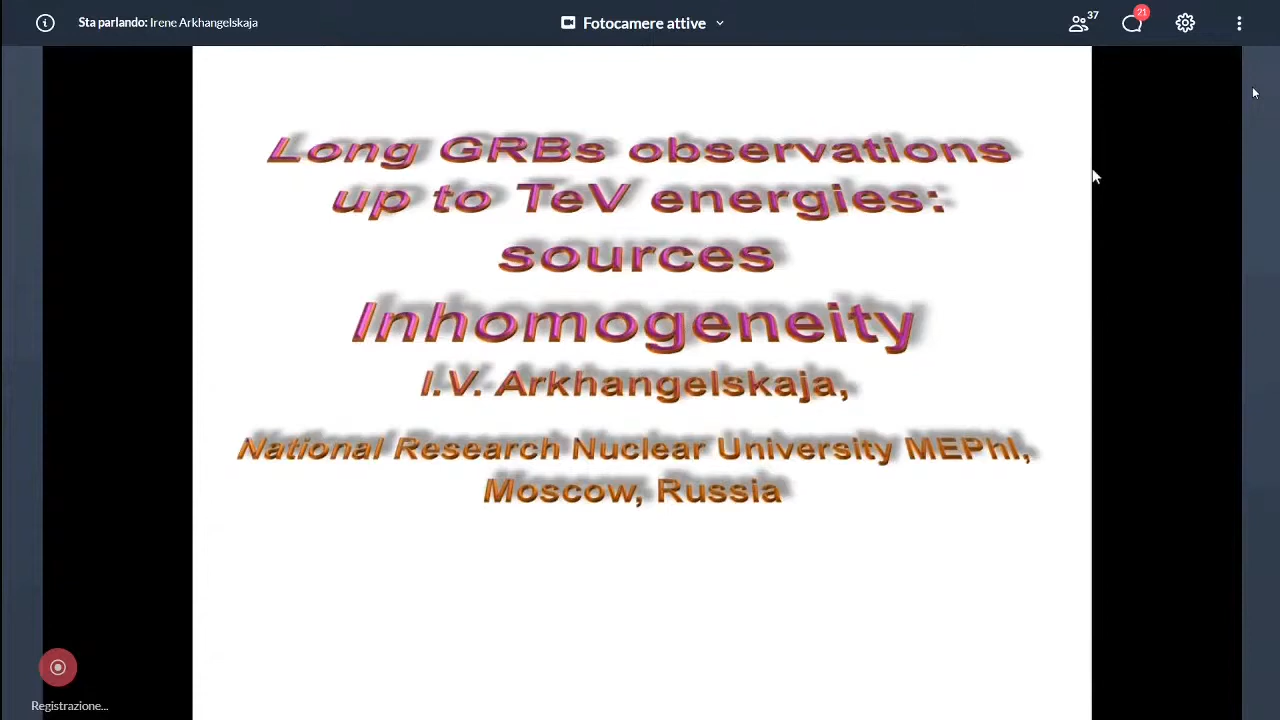 Sta parlando: Irene Arkhangelskaja
Fotocamere attive
37
21
Long GRBs observations
up to TeV energies:
sources
Inhomogeneity
I.V. Arkhangelskaja,
National Research Nuclear University MEPhI,
Moscow, Russia
Registrazione...